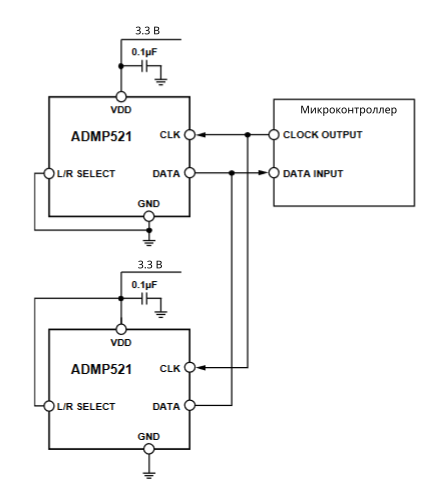 3.3 В
0.1µF
VDD
ADMP521
CLK
L/R SELECT
DATA
GND
Микроконтроллер
CLOCK OUTPUT
DATA INPUT
3.3 В
0.1µF
VDD
ADMP521
CLK
L/R SELECT
DATA
GND